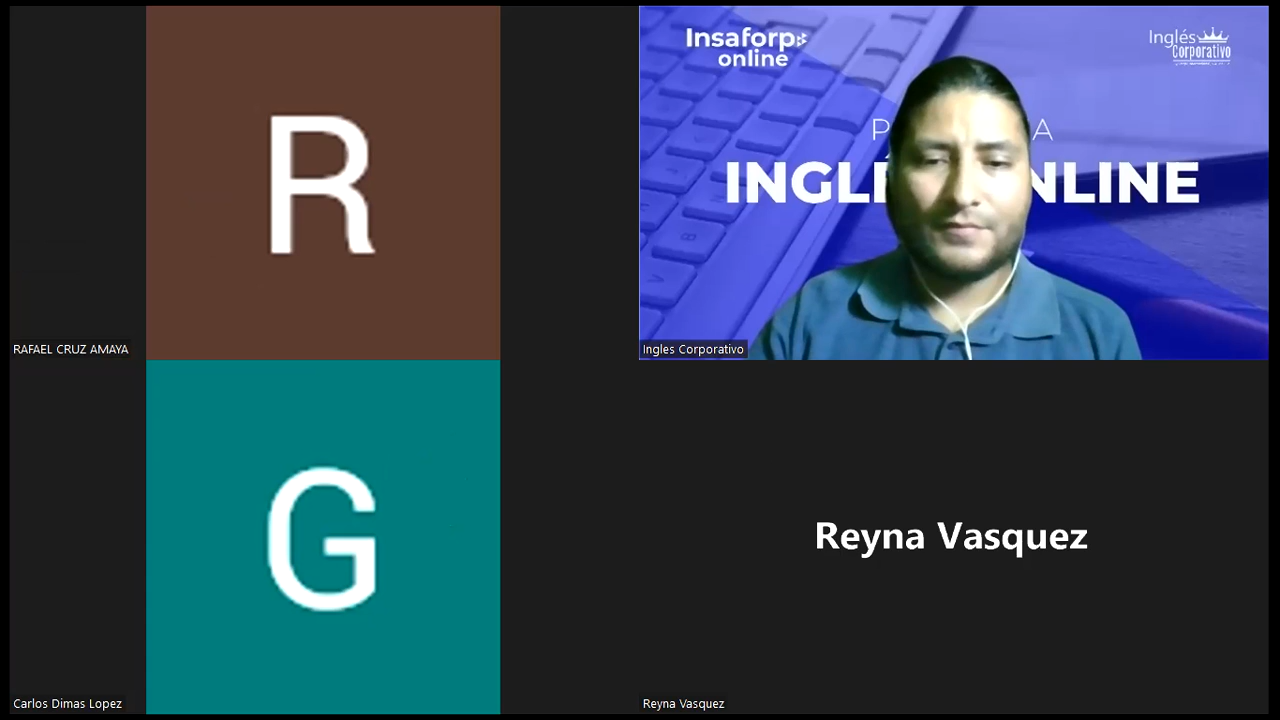 R
RAFAEL CRUZ AMAYA
Insaforp
online
Inglés
Corporativo
P A
INGLÉ NLINE
Ingles Corporativo
G
Carlos Dimas Lopez
Reyna Vasquez
Reyna Vasquez